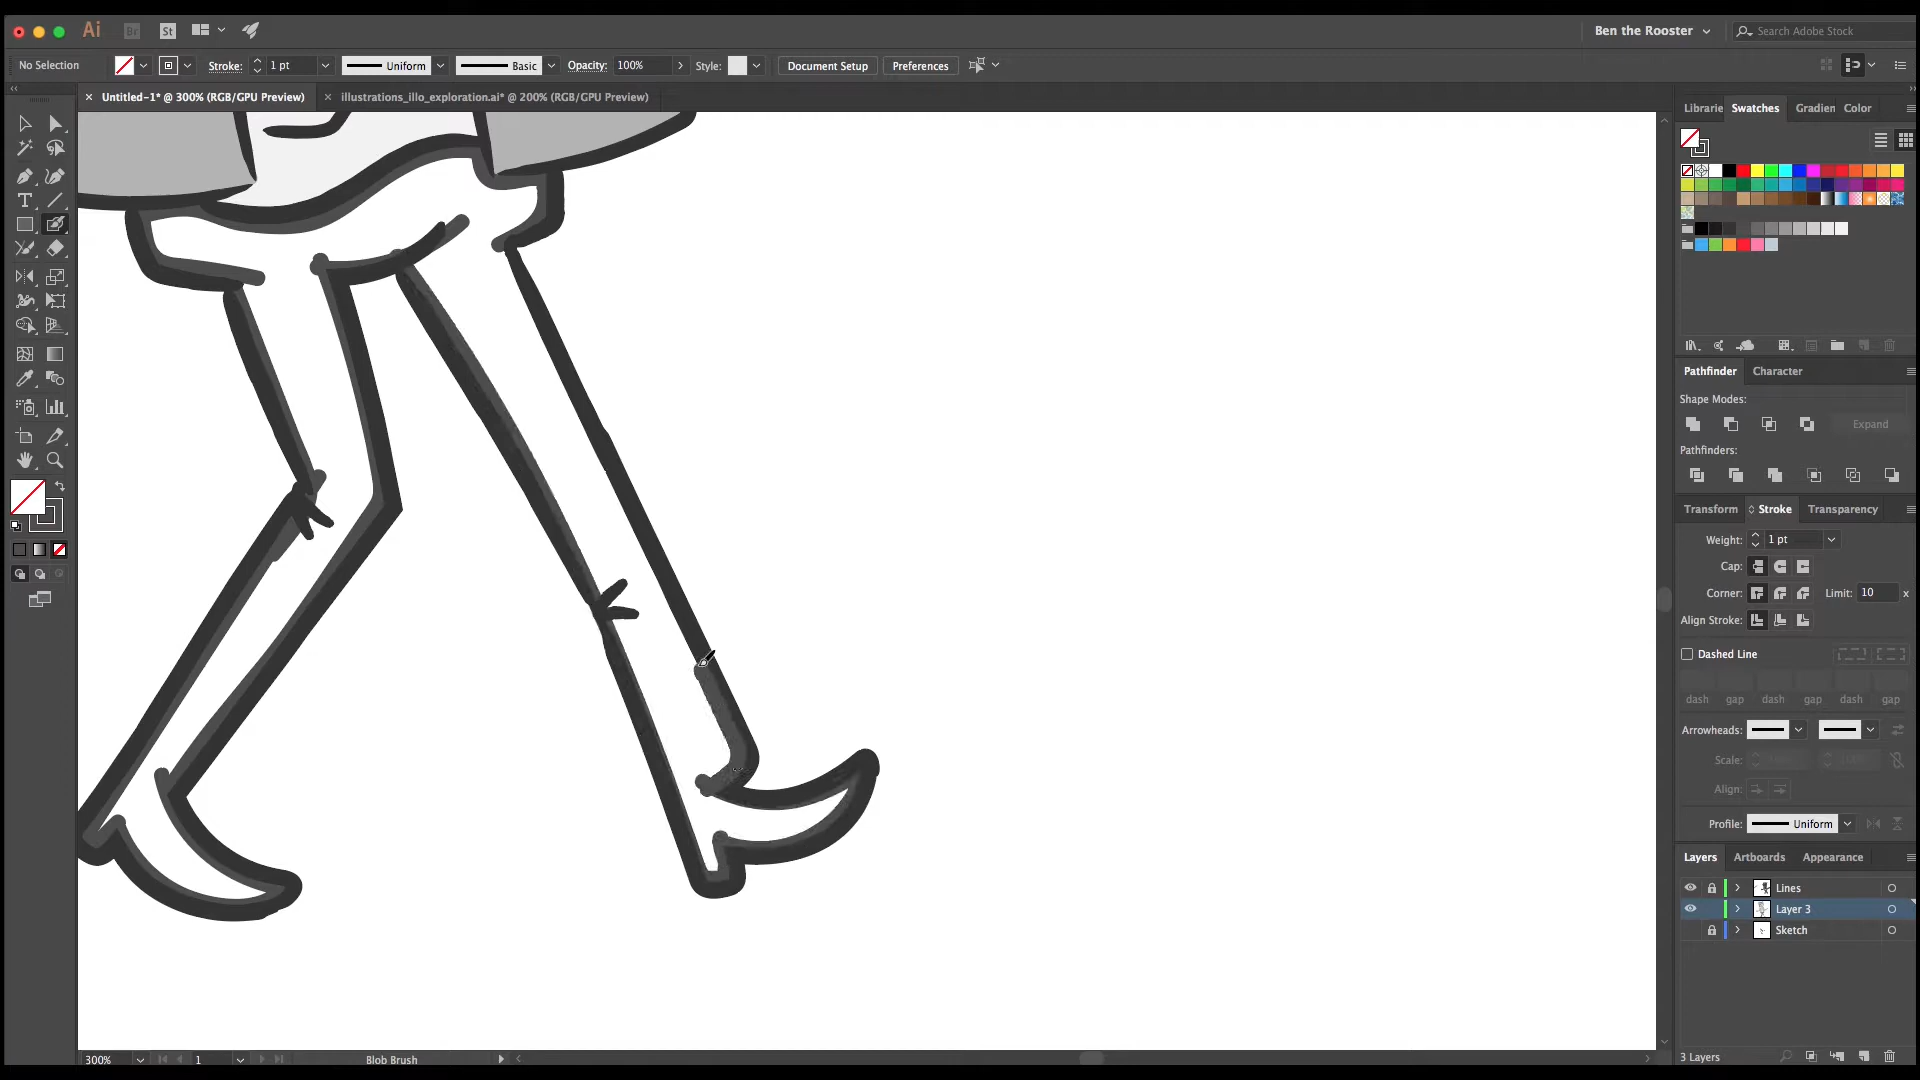 Ai Br St Ben the Rooster Search Adobe Stock
No Selection Stroke: 1 pt Uniform Basic Opacity: 100% Style: Document Setup Preferences
× Untitled-1* @ 300% (RGB/GPU Preview) × illustrations_illo_exploration.ai* @ 200% (RGB/GPU Preview)
Librarie Swatches Gradien Color
Pathfinder Character
Shape Modes:
Expand
Pathfinders:
Transform Stroke Transparency
Weight: 1 pt
Cap:
Corner: Limit: 10 x
Align Stroke:
Dashed Line
dash gap dash gap dash gap
Arrowheads:
Scale:
Align:
Profile: Uniform
Layers Artboards Appearance
Lines
Layer 3
Sketch
300% 1 Blob Brush 3 Layers